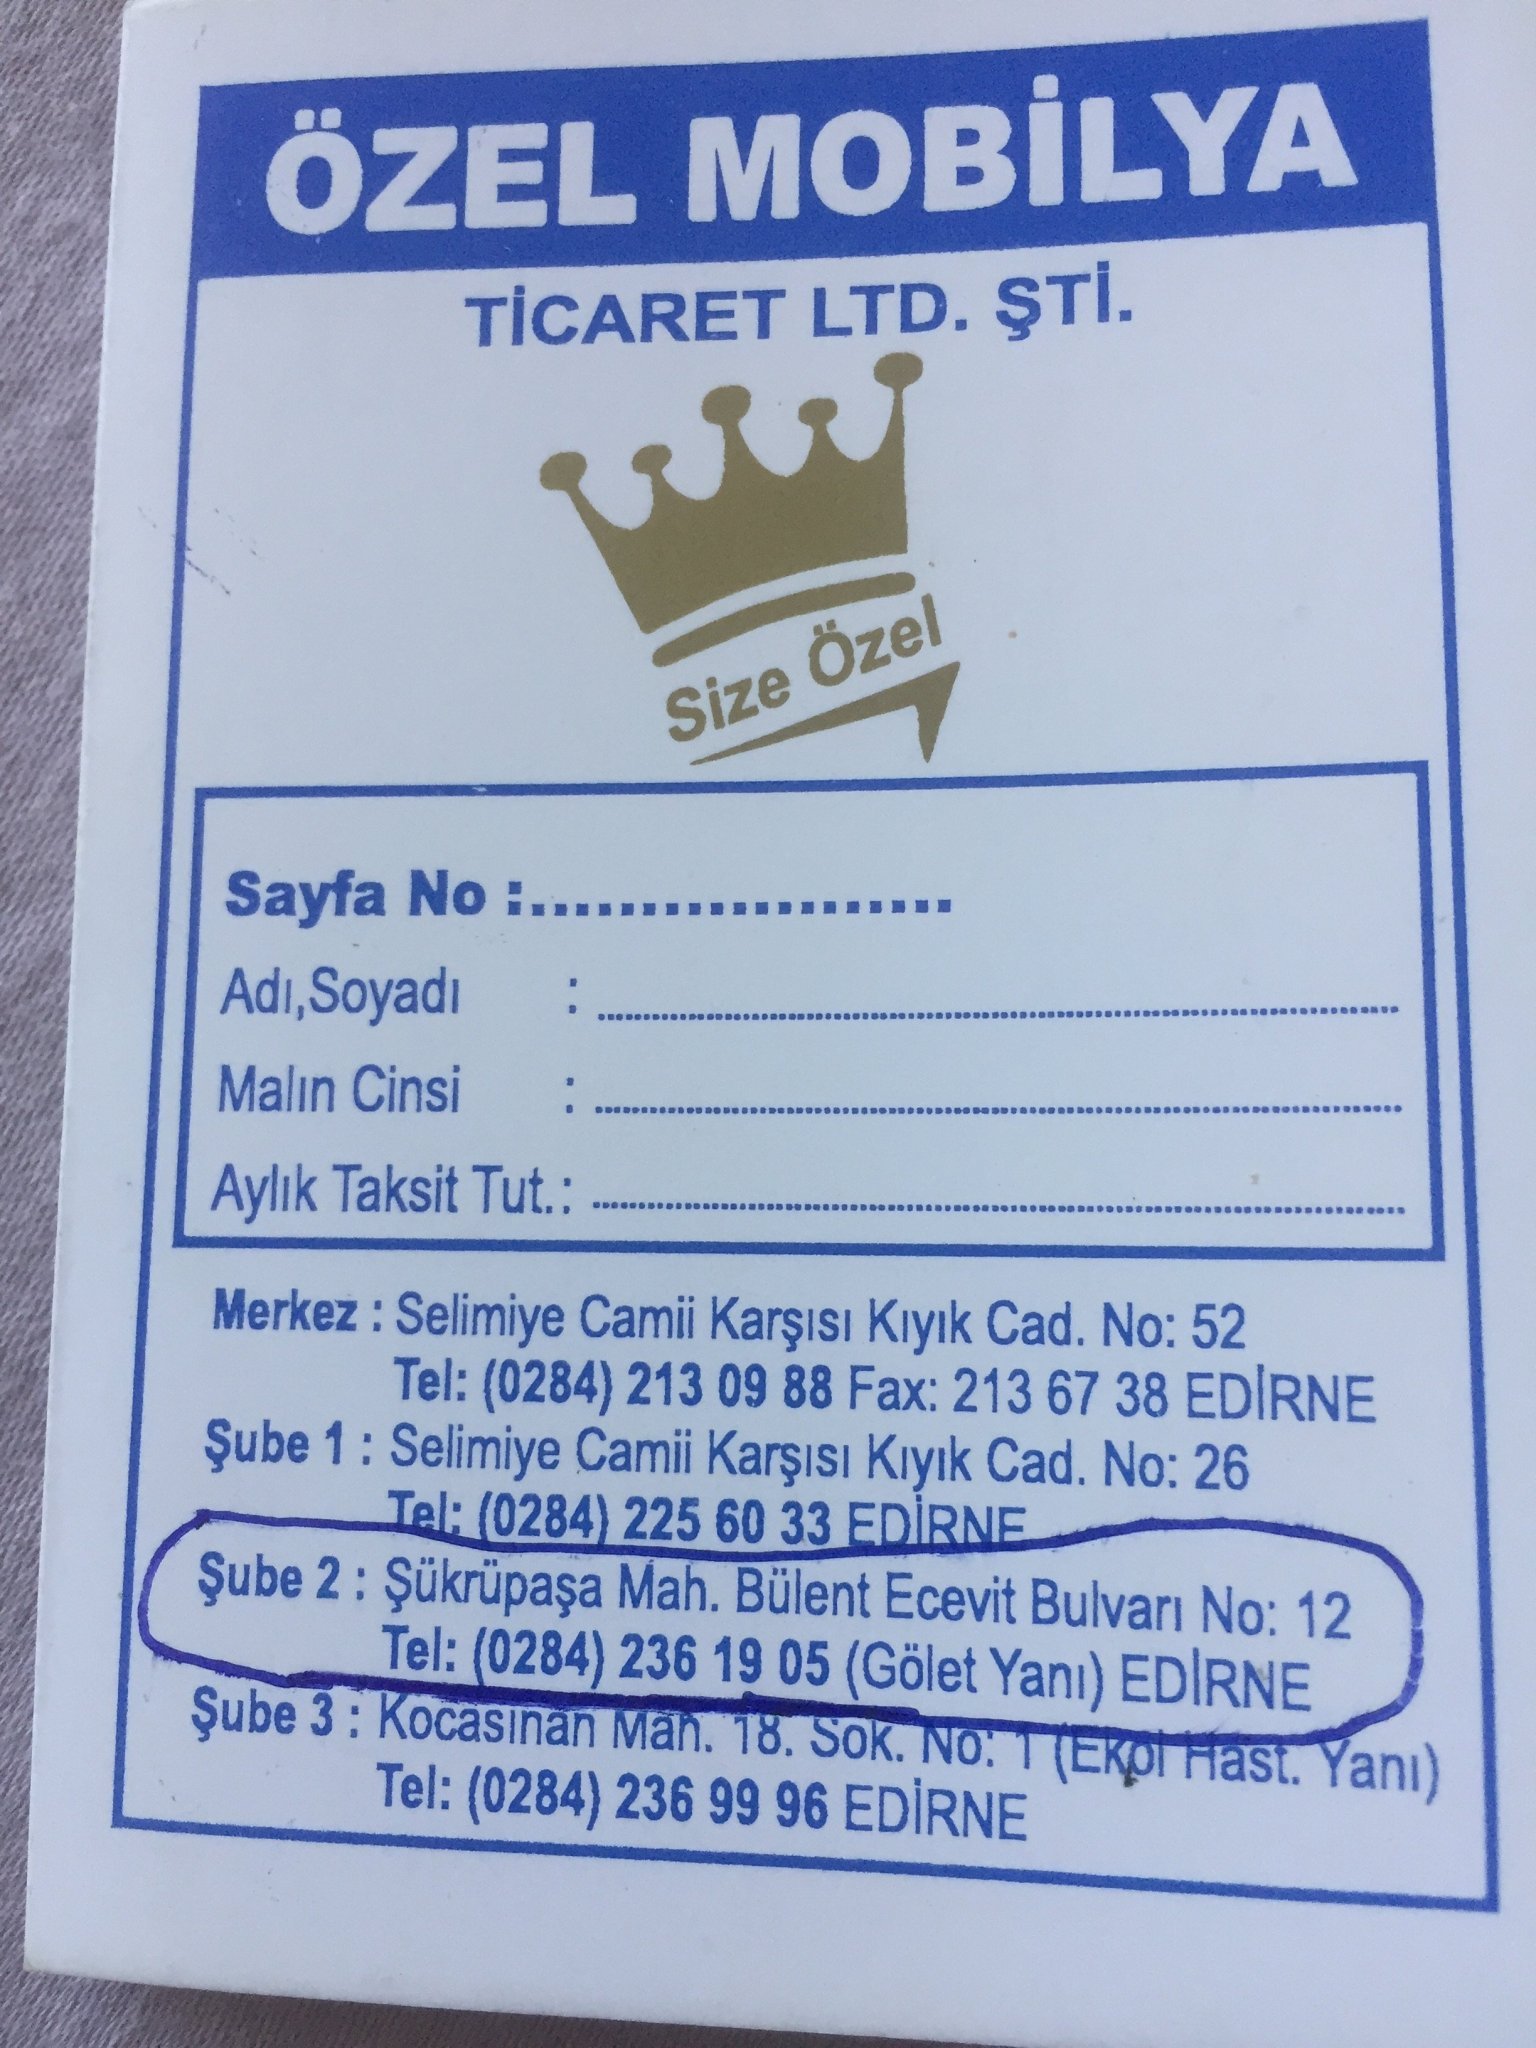 ÖZEL MOBİLYA
TİCARET LTD. ŞTİ.
Size Özel
Sayfa No :...................
Adı,Soyadı : ....................
Malın Cinsi : ....................
Aylık Taksit Tut.: ....................
Merkez : Selimiye Camii Karşısı Kıyık Cad. No: 52
Tel: (0284) 213 09 88 Fax: 213 67 38 EDİRNE
Şube 1 : Selimiye Camii Karşısı Kıyık Cad. No: 26
Tel: (0284) 225 60 33 EDİRNE
Şube 2 : Şükrüpaşa Mah. Bülent Ecevit Bulvarı No: 12
Tel: (0284) 236 19 05 (Gölet Yanı) EDİRNE
Şube 3 : Kocasinan Mah. 18. Sok. No: 1 (Ekol Hast. Yanı)
Tel: (0284) 236 99 96 EDİRNE